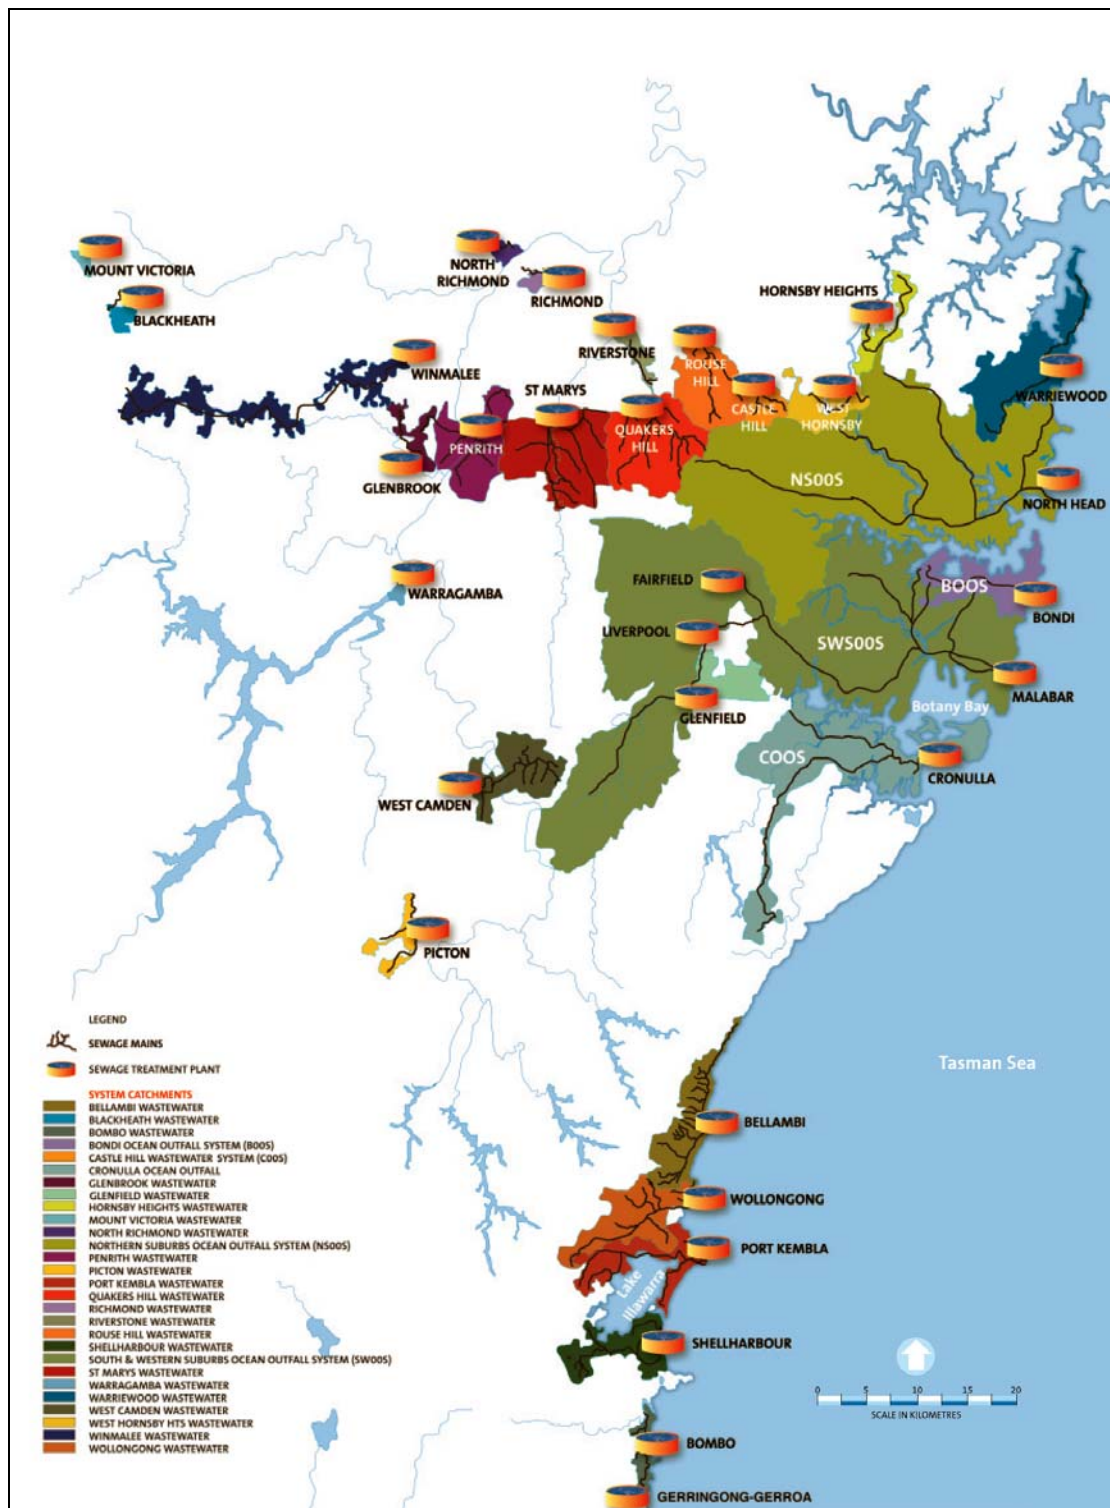 MOUNT VICTORIA
BLACKHEATH
NORTH
RICHMOND
RICHMOND
HORNSBY HEIGHTS
RIVERSTONE
ROUSE
HILL
WINMALEE
ST MARYS
WARRIEWOOD
CASTLE
HILL
WEST
HORNSBY
QUAKERS
HILL
PENRITH
GLENBROOK
NS00S
NORTH HEAD
FAIRFIELD
BOOS
WARRAGAMBA
BONDI
LIVERPOOL
SWS00S
MALABAR
GLENFIELD
Botany Bay
COOS
CRONULLA
WEST CAMDEN
PICTON
Tasman Sea
BELLAMBI
WOLLONGONG
PORT KEMBLA
Lake
Illawarra
SHELLHARBOUR
BOMBO
GERRINGONG-GERROA
LEGEND
SEWAGE MAINS
SEWAGE TREATMENT PLANT
SYSTEM CATCHMENTS
BELLAMBI WASTEWATER
BLACKHEATH WASTEWATER
BOMBO WASTEWATER
BONDI OCEAN OUTFALL SYSTEM (B00S)
CASTLE HILL WASTEWATER SYSTEM (C00S)
CRONULLA OCEAN OUTFALL
GLENBROOK WASTEWATER
GLENFIELD WASTEWATER
HORNSBY HEIGHTS WASTEWATER
MOUNT VICTORIA WASTEWATER
NORTH RICHMOND WASTEWATER
NORTHERN SUBURBS OCEAN OUTFALL SYSTEM (NS00S)
PENRITH WASTEWATER
PICTON WASTEWATER
PORT KEMBLA WASTEWATER
QUAKERS HILL WASTEWATER
RICHMOND WASTEWATER
RIVERSTONE WASTEWATER
ROUSE HILL WASTEWATER
SHELLHARBOUR WASTEWATER
SOUTH & WESTERN SUBURBS OCEAN OUTFALL SYSTEM (SW00S)
ST MARYS WASTEWATER
WARRAGAMBA WASTEWATER
WARRIEWOOD WASTEWATER
WEST CAMDEN WASTEWATER
WEST HORNSBY HTS WASTEWATER
WINMALEE WASTEWATER
WOLLONGONG WASTEWATER
0 5 10 15 20
SCALE IN KILOMETRES